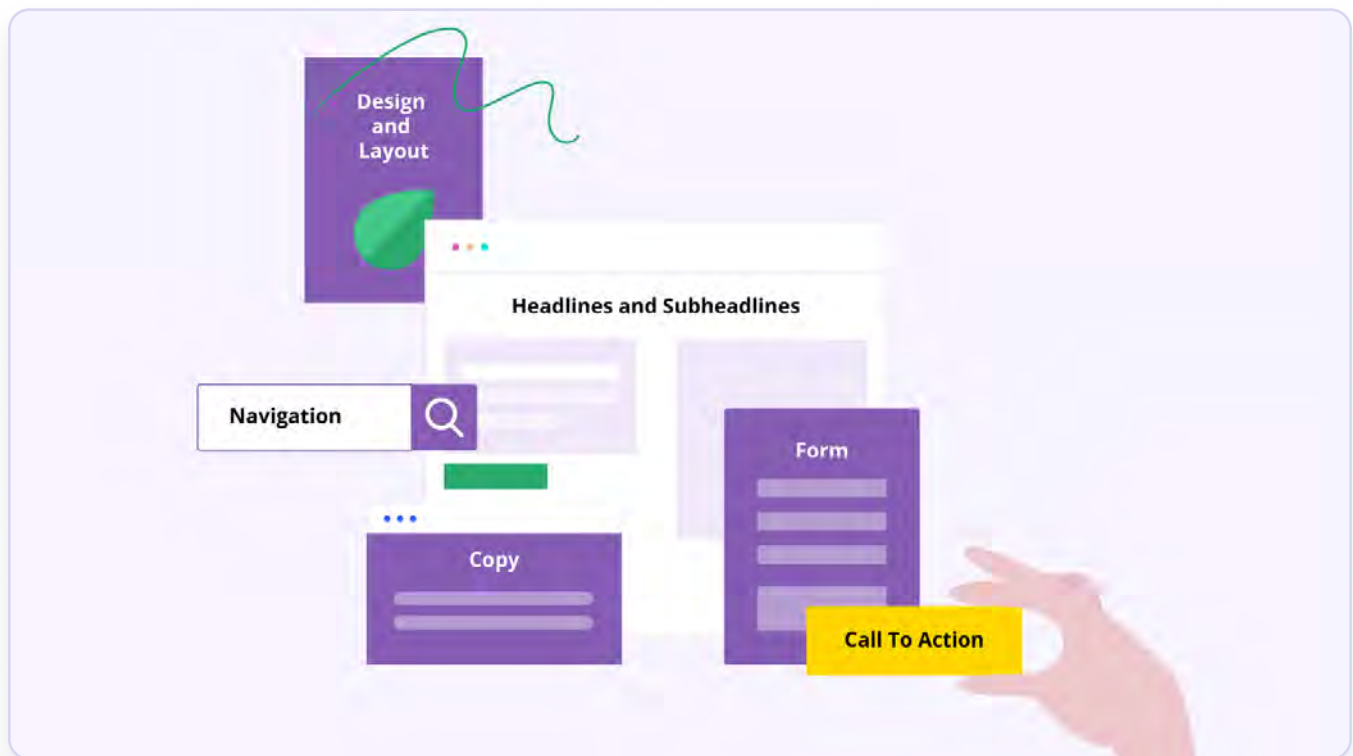 Design
and
Layout
Headlines and Subheadlines
Navigation
Form
Copy
Call To Action